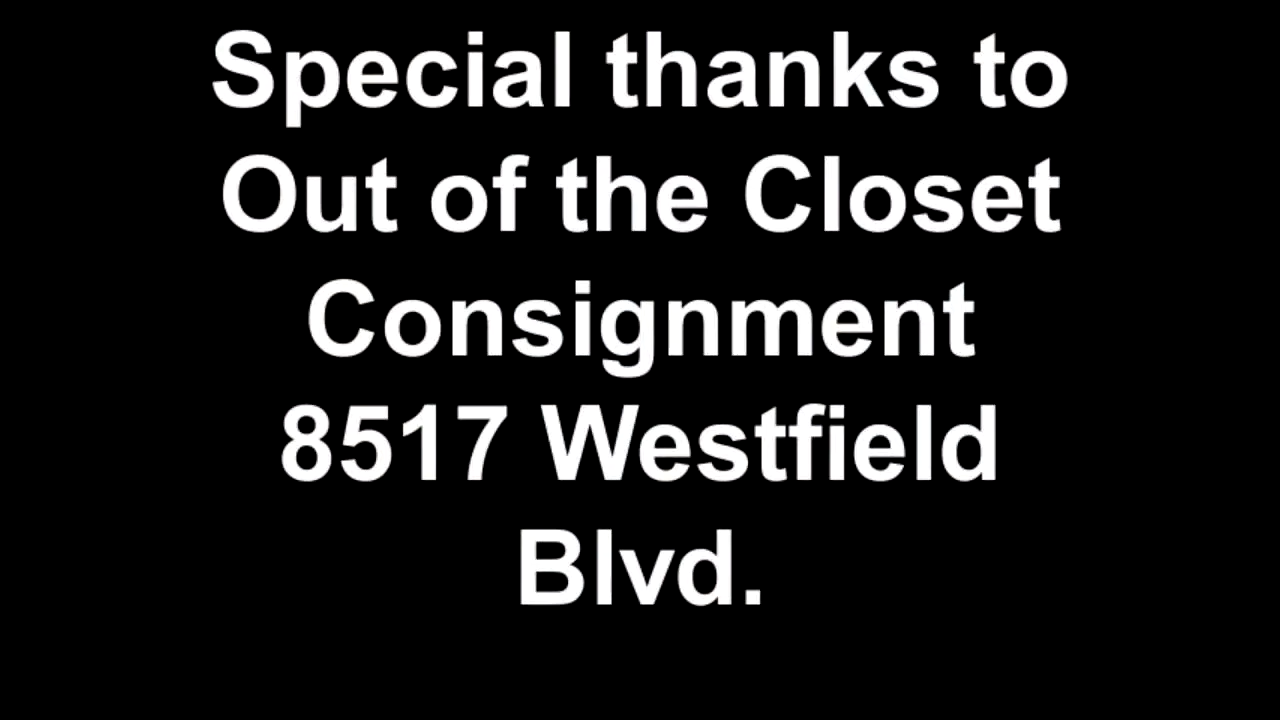 Special thanks to
Out of the Closet
Consignment
8517 Westfield
Blvd.